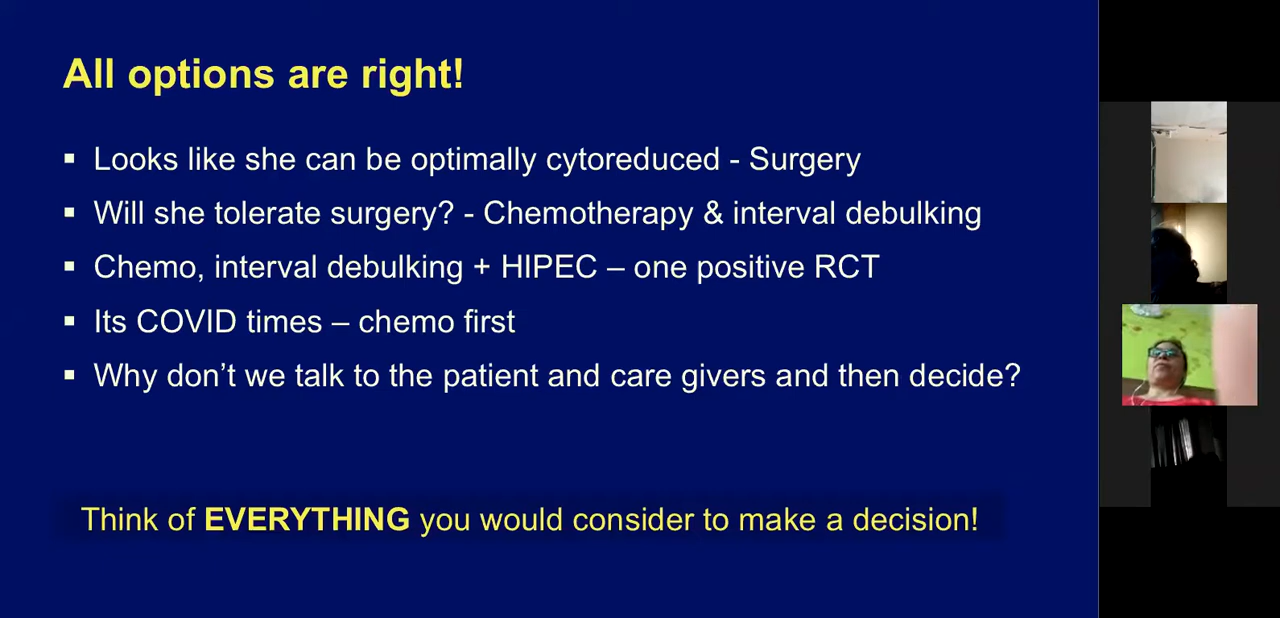 All options are right!
▪ Looks like she can be optimally cytoreduced - Surgery
▪ Will she tolerate surgery? - Chemotherapy & interval debulking
▪ Chemo, interval debulking + HIPEC – one positive RCT
▪ Its COVID times – chemo first
▪ Why don’t we talk to the patient and care givers and then decide?
Think of EVERYTHING you would consider to make a decision!